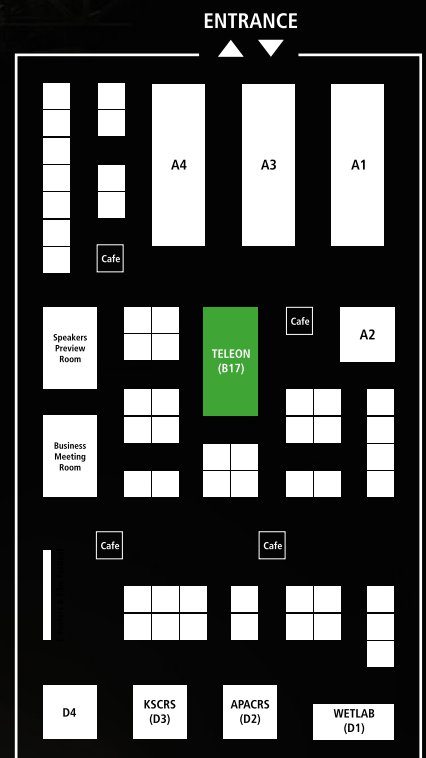 ENTRANCE
A4
A3
A1
Cafe
Speakers
Preview
Room
TELEON
(B17)
Cafe
A2
Business
Meeting
Room
Cafe
Cafe
D4
KSCRS
(D3)
APACRS
(D2)
WETLAB
(D1)